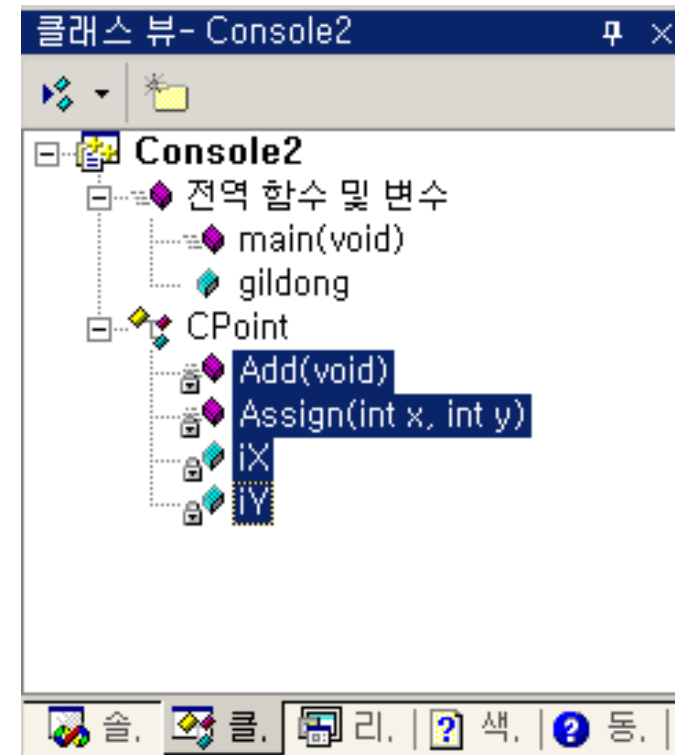 클래스 뷰- Console2
Console2
전역 함수 및 변수
main(void)
gildong
CPoint
Add(void)
Assign(int x, int y)
iX
iY
솔. 클. 리. 색. 동.